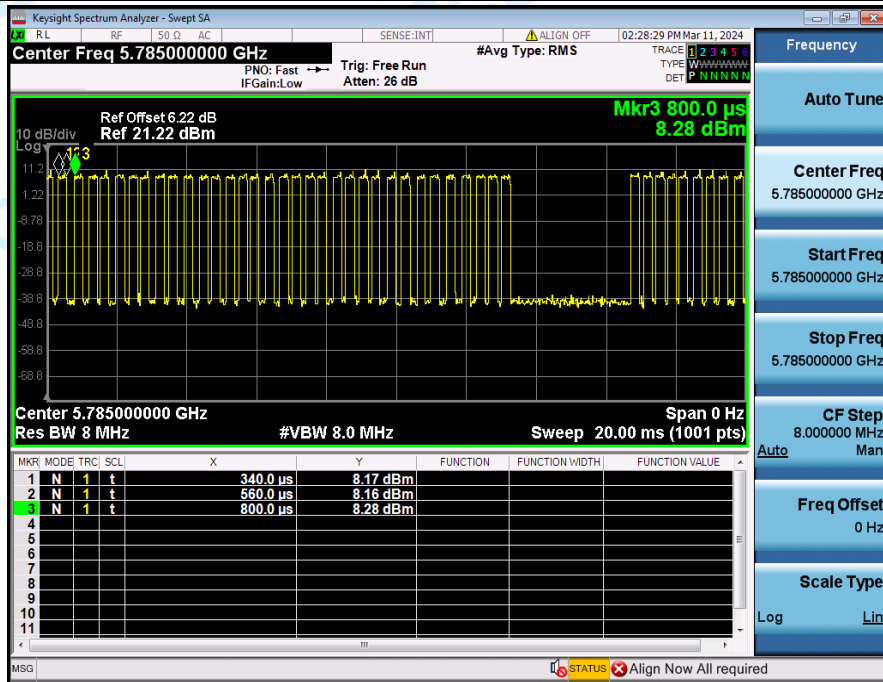 Keysight Spectrum Analyzer - Swept SA
LXI RL RF 50 Ω AC SENSE:INT ALIGN OFF 02:28:29 PM Mar 11, 2024
Center Freq 5.785000000 GHz
PNO: Fast
IFGain:Low
Trig: Free Run
Atten: 26 dB
#Avg Type: RMS
TRACE 1 2 3 4 5 6
TYPE WWWWWW
DET P N N N N N
Ref Offset 6.22 dB
10 dB/div Ref 21.22 dBm
Log
Mkr3 800.0 µs
8.28 dBm
123
11.2
1.22
-8.78
-18.8
-28.8
-38.8
-48.8
-58.8
-68.8
Center 5.785000000 GHz Span 0 Hz
Res BW 8 MHz #VBW 8.0 MHz Sweep 20.00 ms (1001 pts)
MKR MODE TRC SCL X Y FUNCTION FUNCTION WIDTH FUNCTION VALUE
1 N 1 t 340.0 µs 8.17 dBm
2 N 1 t 560.0 µs 8.16 dBm
3 N 1 t 800.0 µs 8.28 dBm
4
5
6
7
8
9
10
11
MSG STATUS Align Now All required
Frequency
Auto Tune
Center Freq
5.785000000 GHz
Start Freq
5.785000000 GHz
Stop Freq
5.785000000 GHz
CF Step
8.000000 MHz
Auto Man
Freq Offset
0 Hz
Scale Type
Log Lin